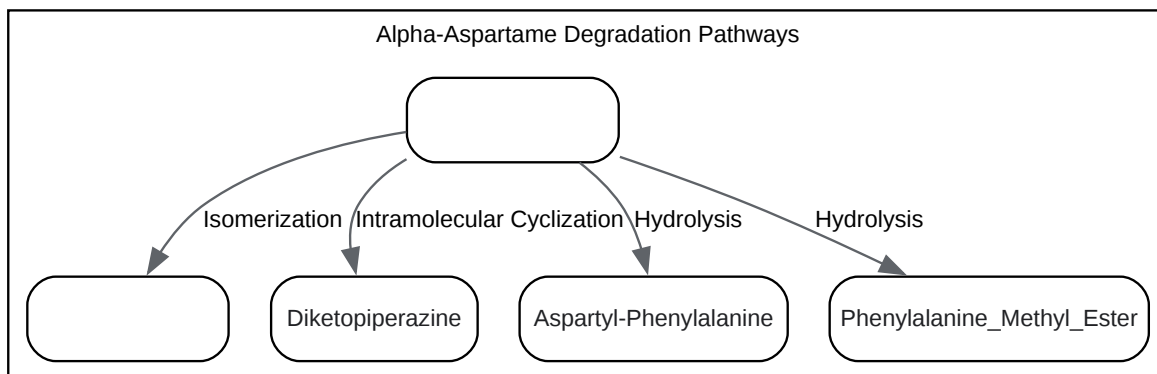 Alpha-Aspartame Degradation Pathways
Isomerization
Intramolecular Cyclization
Hydrolysis
Hydrolysis
Diketopiperazine
Aspartyl-Phenylalanine
Phenylalanine_Methyl_Ester